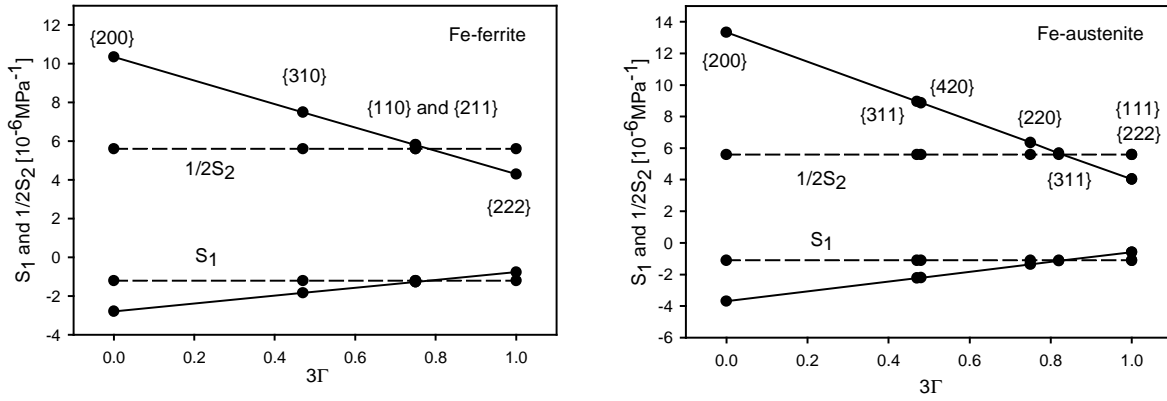 Fe-ferrite
S1 and 1/2S2 [10-6MPa-1]
12
10
8
6
4
2
0
-2
-4
{200}
{310}
{110} and {211}
1/2S2
{222}
S1
0.0 0.2 0.4 0.6 0.8 1.0
3Γ
Fe-austenite
S1 and 1/2S2 [10-6MPa-1]
14
12
10
8
6
4
2
0
-2
-4
-6
{200}
{420}
{311}
{220}
{111}
{222}
1/2S2
{311}
S1
0.0 0.2 0.4 0.6 0.8 1.0
3Γ